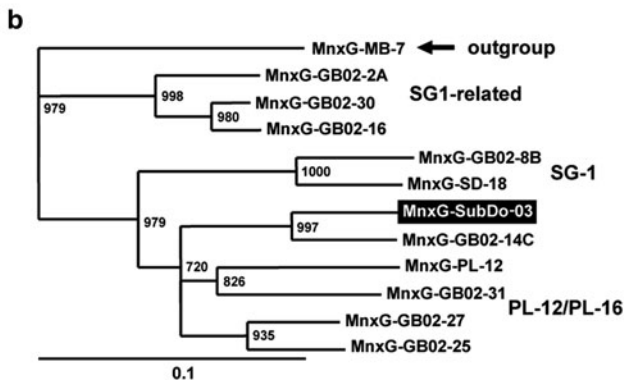 b
MnxG-MB-7 outgroup
MnxG-GB02-2A
998
SG1-related
979
MnxG-GB02-30
980
MnxG-GB02-16
MnxG-GB02-8B
SG-1
1000
MnxG-SD-18
MnxG-SubDo-03
979
997
MnxG-GB02-14C
720
MnxG-PL-12
826
MnxG-GB02-31
PL-12/PL-16
MnxG-GB02-27
935
MnxG-GB02-25
0.1